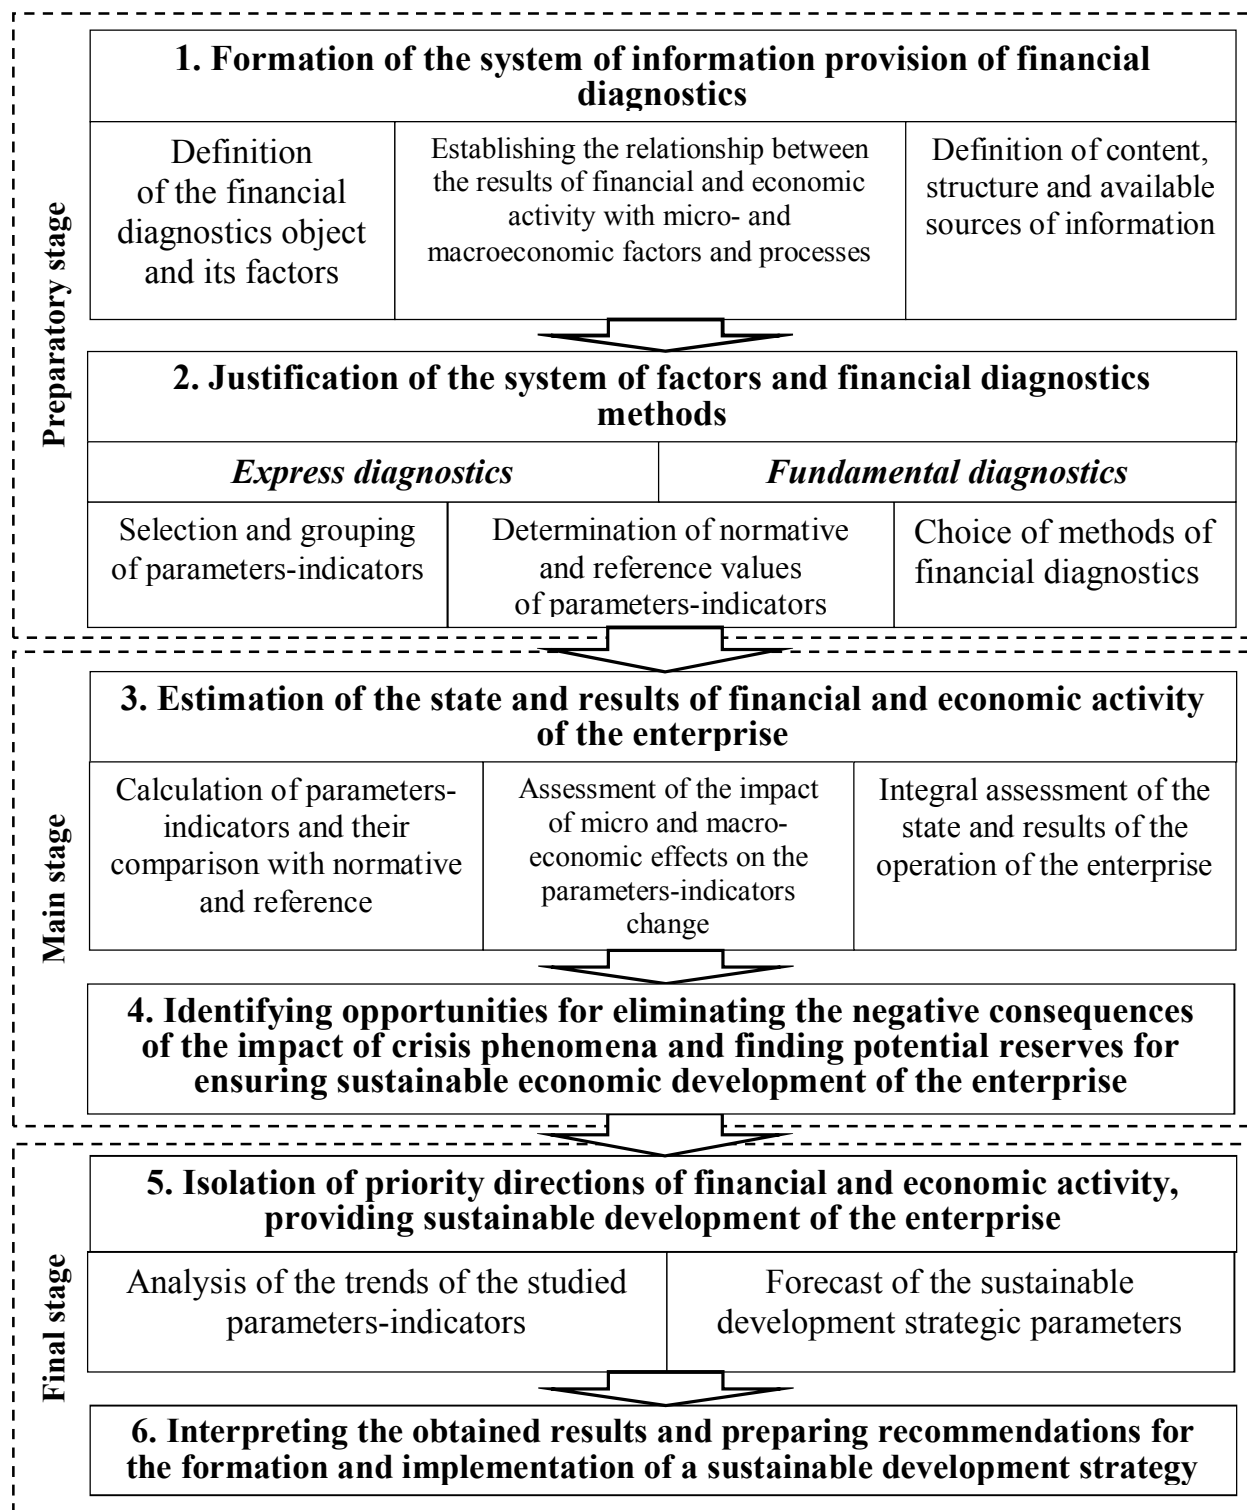 Preparatory stage
1. Formation of the system of information provision of financial
diagnostics
Definition
of the financial
diagnostics object
and its factors
Establishing the relationship between
the results of financial and economic
activity with micro- and
macroeconomic factors and processes
Definition of content,
structure and available
sources of information
2. Justification of the system of factors and financial diagnostics
methods
Express diagnostics
Fundamental diagnostics
Selection and grouping
of parameters-indicators
Determination of normative
and reference values
of parameters-indicators
Choice of methods of
financial diagnostics
Main stage
3. Estimation of the state and results of financial and economic activity
of the enterprise
Calculation of parameters-
indicators and their
comparison with normative
and reference
Assessment of the impact
of micro and macro-
economic effects on the
parameters-indicators
change
Integral assessment of the
state and results of the
operation of the enterprise
4. Identifying opportunities for eliminating the negative consequences
of the impact of crisis phenomena and finding potential reserves for
ensuring sustainable economic development of the enterprise
Final stage
5. Isolation of priority directions of financial and economic activity,
providing sustainable development of the enterprise
Analysis of the trends of the studied
parameters-indicators
Forecast of the sustainable
development strategic parameters
6. Interpreting the obtained results and preparing recommendations for
the formation and implementation of a sustainable development strategy